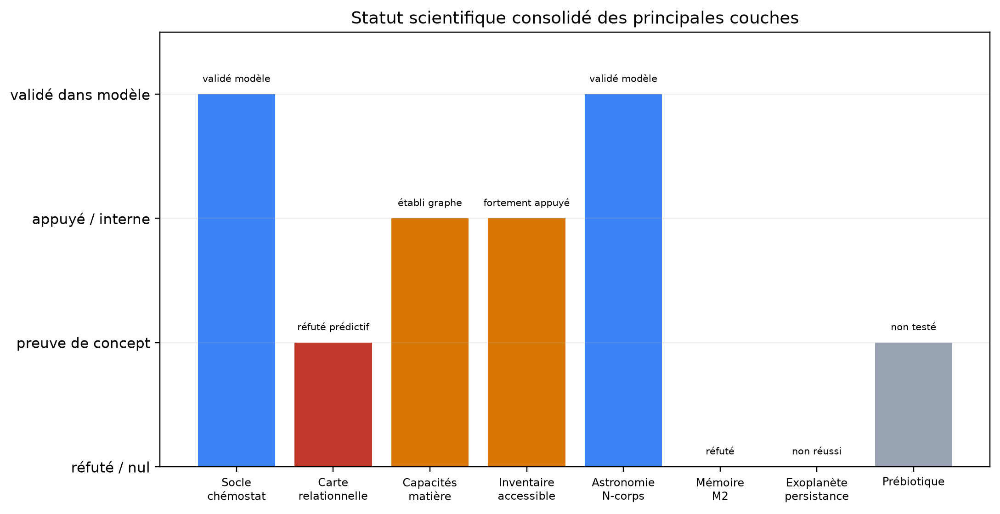 Statut scientifique consolidé des principales couches
validé dans modèle
appuyé / interne
preuve de concept
réfuté / nul
validé modèle
réfuté prédictif
établi graphe
fortement appuyé
validé modèle
réfuté
non réussi
non testé
Socle
chémostat
Carte
relationnelle
Capacités
matière
Inventaire
accessible
Astronomie
N-corps
Mémoire
M2
Exoplanète
persistance
Prébiotique